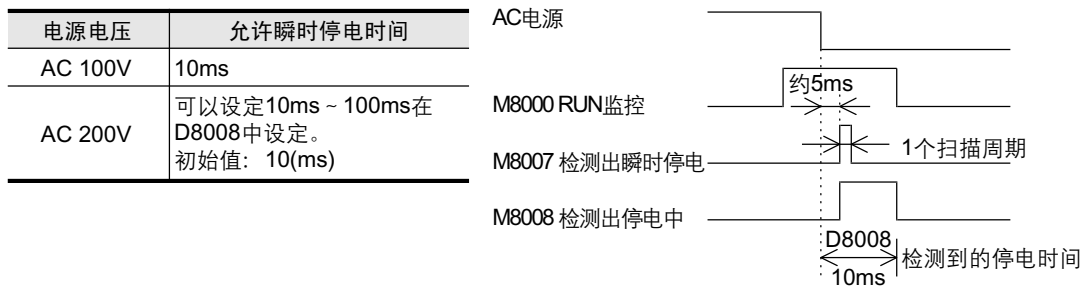 电源电压 允许瞬时停电时间
AC 100V 10ms
AC 200V 可以设定10ms~100ms在
D8008中设定。
初始值: 10(ms)
AC电源
约5ms
M8000 RUN监控
M8007 检测出瞬时停电
1个扫描周期
M8008 检测出停电中
D8008
检测到的停电时间
10ms